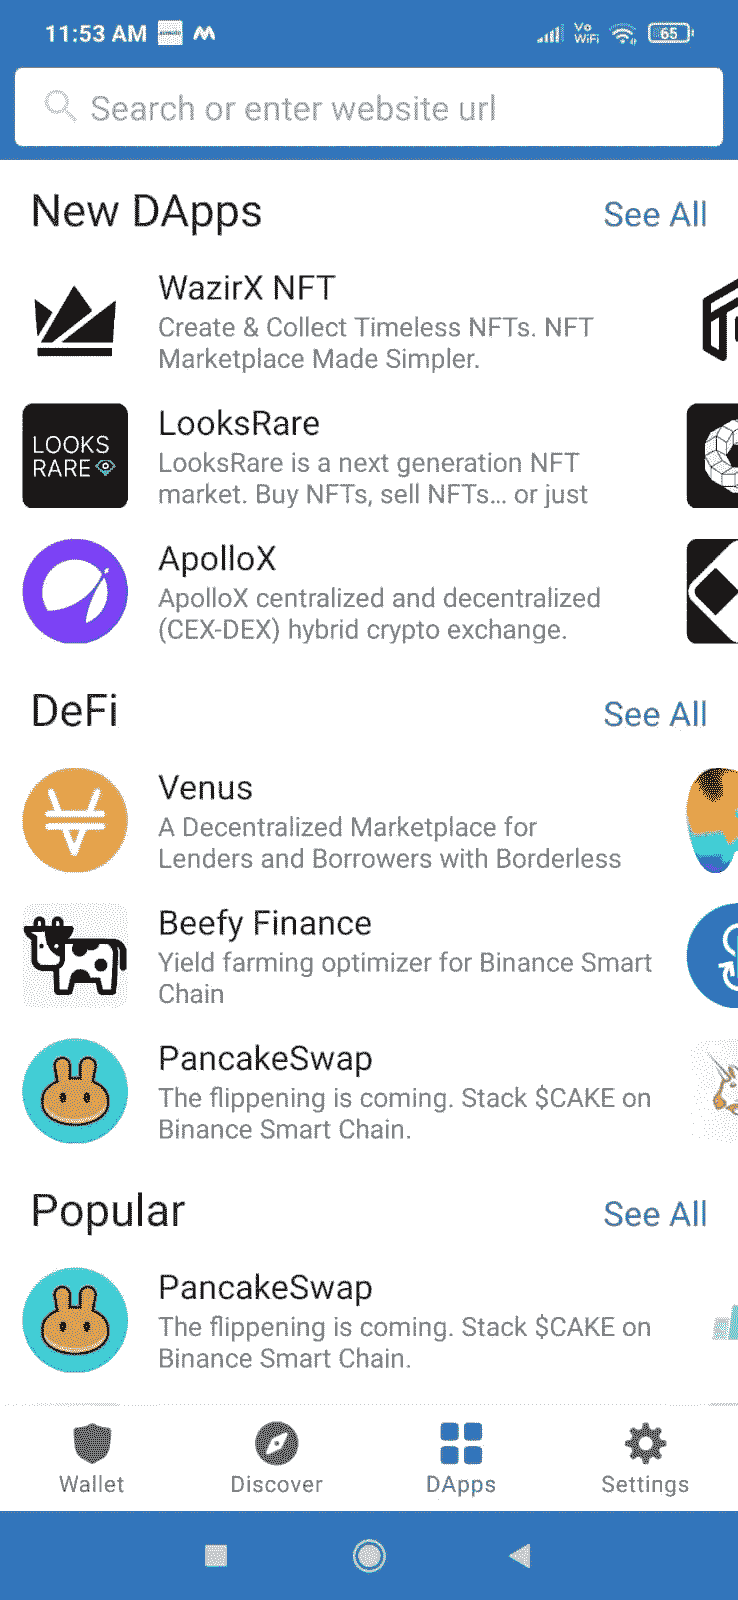 11:53 AM
Vo
WiFi
65
Search or enter website url
New DApps
See All
WazirX NFT
Create & Collect Timeless NFTs. NFT
Marketplace Made Simpler.
LOOKS
RARE
LooksRare
LooksRare is a next generation NFT
market. Buy NFTs, sell NFTs... or just
ApolloX
ApolloX centralized and decentralized
(CEX-DEX) hybrid crypto exchange.
DeFi
See All
Venus
A Decentralized Marketplace for
Lenders and Borrowers with Borderless
Beefy Finance
Yield farming optimizer for Binance Smart
Chain
PancakeSwap
The flippening is coming. Stack $CAKE on
Binance Smart Chain.
Popular
See All
PancakeSwap
The flippening is coming. Stack $CAKE on
Binance Smart Chain.
Wallet
Discover
DApps
Settings